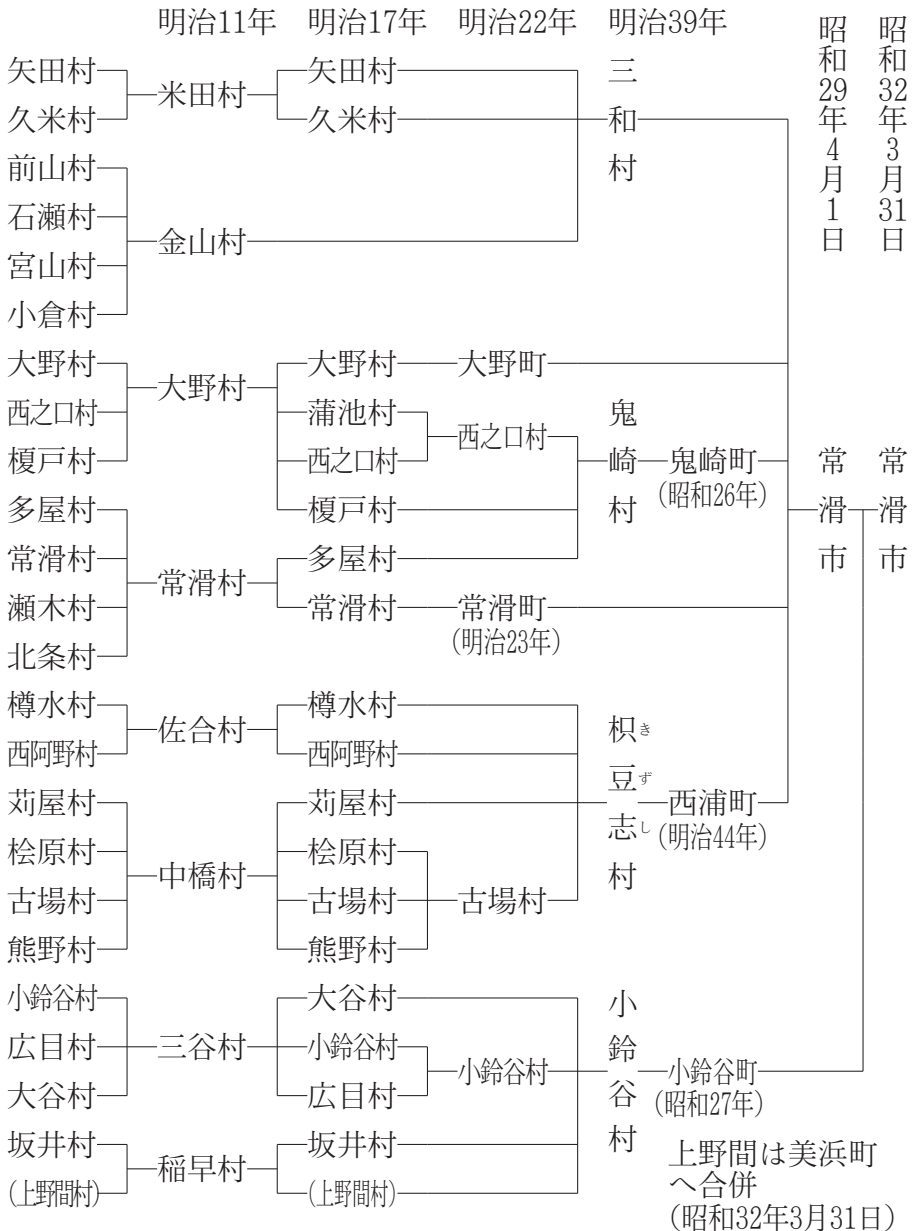 明治11年
明治17年
明治22年
明治39年
昭和29年4月1日
昭和32年3月31日
矢田村
久米村
前山村
石瀬村
宮山村
小倉村
大野村
西之口村
榎戸村
多屋村
常滑村
瀬木村
北条村
樽水村
西阿野村
苅屋村
桧原村
古場村
熊野村
小鈴谷村
広目村
大谷村
坂井村
(上野間村)
米田村
金山村
大野村
常滑村
佐合村
中橋村
三谷村
稲早村
矢田村
久米村
大野村
蒲池村
西之口村
榎戸村
多屋村
常滑村
樽水村
西阿野村
苅屋村
桧原村
古場村
熊野村
大谷村
小鈴谷村
広目村
坂井村
(上野間村)
大野町
西之口村
常滑町
(明治23年)
古場村
小鈴谷村
三和村
鬼崎村
枳豆志村
きずし
小鈴谷村
鬼崎町
(昭和26年)
西浦町
(明治44年)
小鈴谷町
(昭和27年)
常滑市
常滑市
上野間は美浜町
へ合併
(昭和32年3月31日)